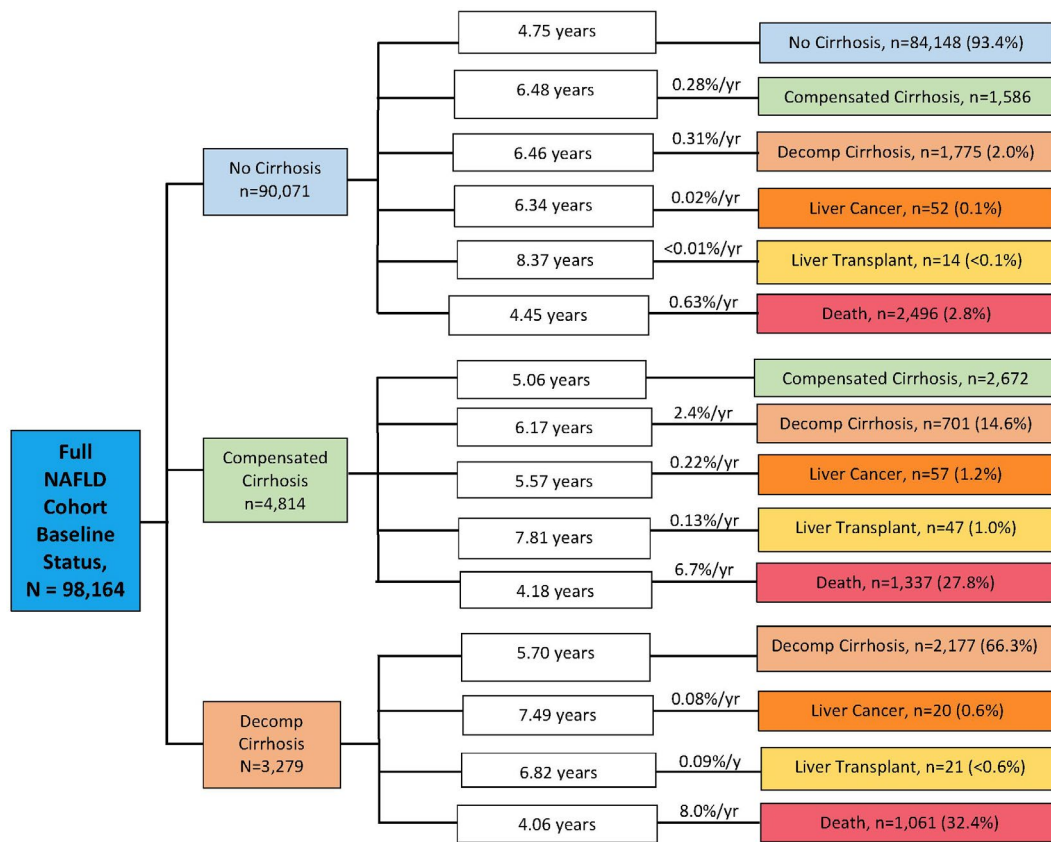 Full
NAFLD
Cohort
Baseline
Status,
N = 98,164
No Cirrhosis
n=90,071
4.75 years
No Cirrhosis, n=84,148 (93.4%)
6.48 years
0.28%/yr
Compensated Cirrhosis, n=1,586
6.46 years
0.31%/yr
Decomp Cirrhosis, n=1,775 (2.0%)
6.34 years
0.02%/yr
Liver Cancer, n=52 (0.1%)
8.37 years
<0.01%/yr
Liver Transplant, n=14 (<0.1%)
4.45 years
0.63%/yr
Death, n=2,496 (2.8%)
Compensated
Cirrhosis
n=4,814
5.06 years
Compensated Cirrhosis, n=2,672
6.17 years
2.4%/yr
Decomp Cirrhosis, n=701 (14.6%)
5.57 years
0.22%/yr
Liver Cancer, n=57 (1.2%)
7.81 years
0.13%/yr
Liver Transplant, n=47 (1.0%)
4.18 years
6.7%/yr
Death, n=1,337 (27.8%)
Decomp
Cirrhosis
N=3,279
5.70 years
Decomp Cirrhosis, n=2,177 (66.3%)
7.49 years
0.08%/yr
Liver Cancer, n=20 (0.6%)
6.82 years
0.09%/y
Liver Transplant, n=21 (<0.6%)
4.06 years
8.0%/yr
Death, n=1,061 (32.4%)